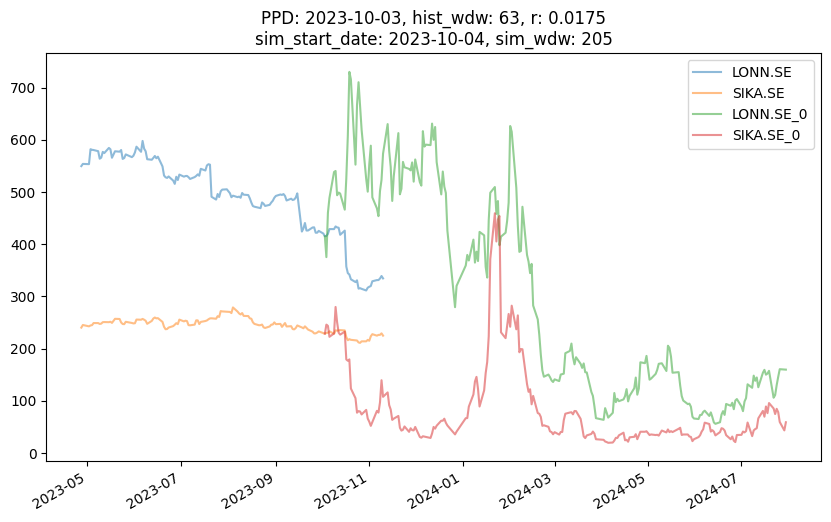 PPD: 2023-10-03, hist_wdw: 63, r: 0.0175
sim_start_date: 2023-10-04, sim_wdw: 205
LONN.SE
SIKA.SE
LONN.SE_0
SIKA.SE_0
700
600
500
400
300
200
100
0
2023-05
2023-07
2023-09
2023-11
2024-01
2024-03
2024-05
2024-07